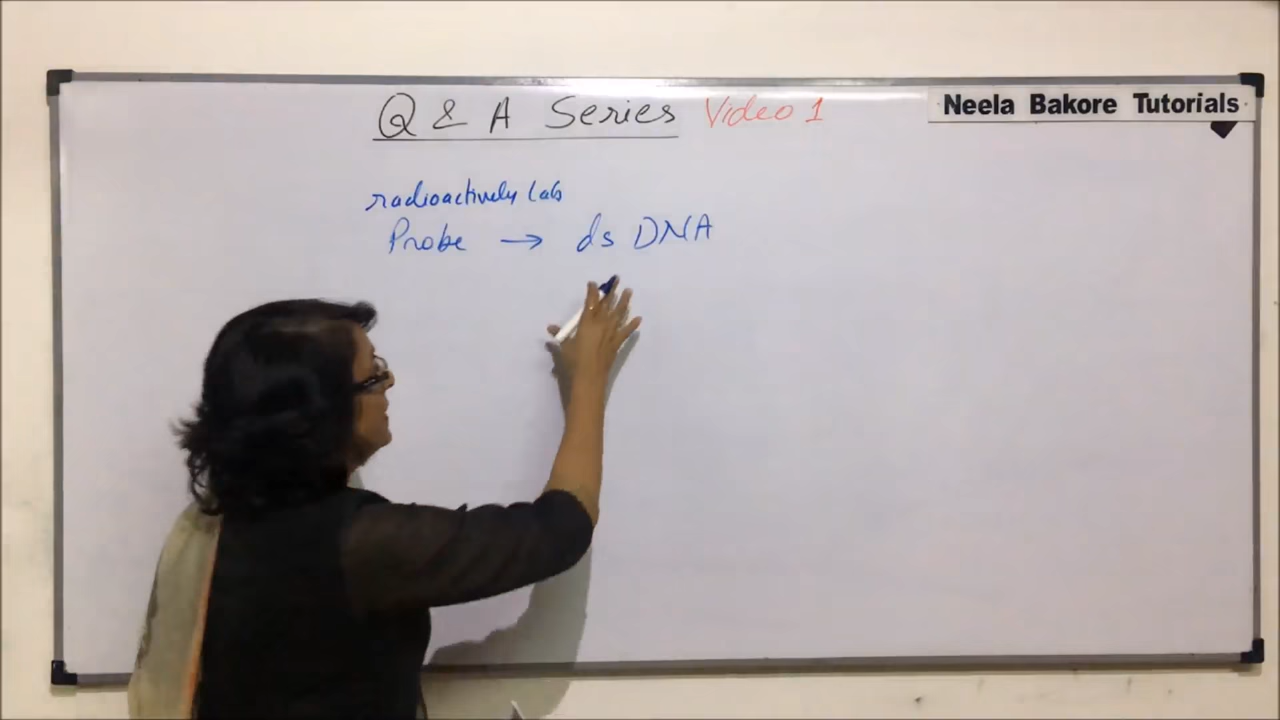 Q & A Series Video 1
Neela Bakore Tutorials
radioactively lab
Probe → ds DNA